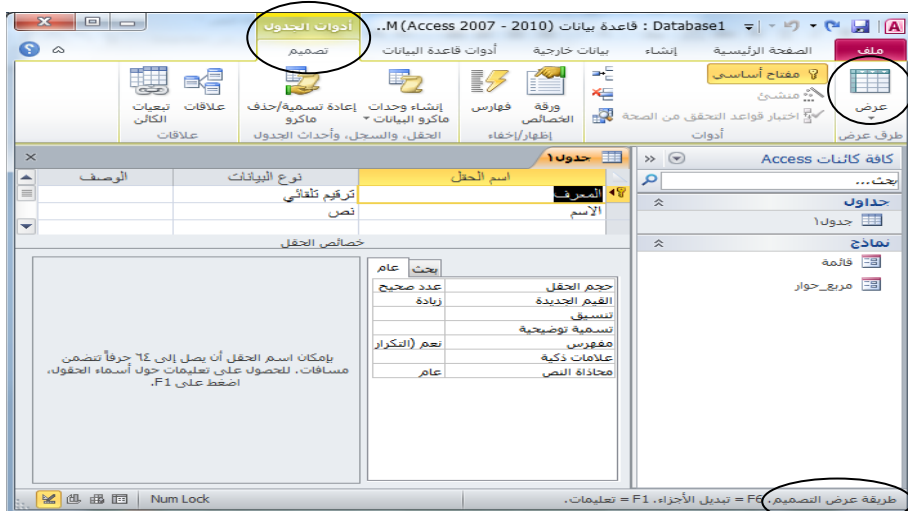 Database1 : قاعدة بيانات (Access 2007 - 2010) M...
أدوات الجدول
ملف
الصفحة الرئيسية
إنشاء
بيانات خارجية
أدوات قاعدة البيانات
تصميم
عرض
طرق عرض
مفتاح أساسي
منشئ
اختبار قواعد التحقق من الصحة
أدوات
ورقة الخصائص
فهارس
إظهار/إخفاء
إنشاء وحدات ماكرو البيانات
إعادة تسمية/حذف ماكرو
الحقل، والسجل، وأحداث الجدول
علاقات
تبعيات الكائن
علاقات
كافة كائنات Access
بحث...
جداول
جدول١
نماذج
قائمة
مربع_حوار
جدول١
اسم الحقل
نوع البيانات
الوصف
المعرف
ترقيم تلقائي
الاسم
نص
خصائص الحقل
عام
بحث
حجم الحقل
عدد صحيح
القيم الجديدة
زيادة
تنسيق
تسمية توضيحية
مفهرس
نعم (التكرار
علامات ذكية
محاذاة النص
عام
بإمكان اسم الحقل أن يصل إلى ٦٤ حرفاً تتضمن
مسافات. للحصول على تعليمات حول أسماء الحقول،
اضغط على F1.
طريقة عرض التصميم. F6 = تبديل الأجزاء. F1 = تعليمات.
Num Lock